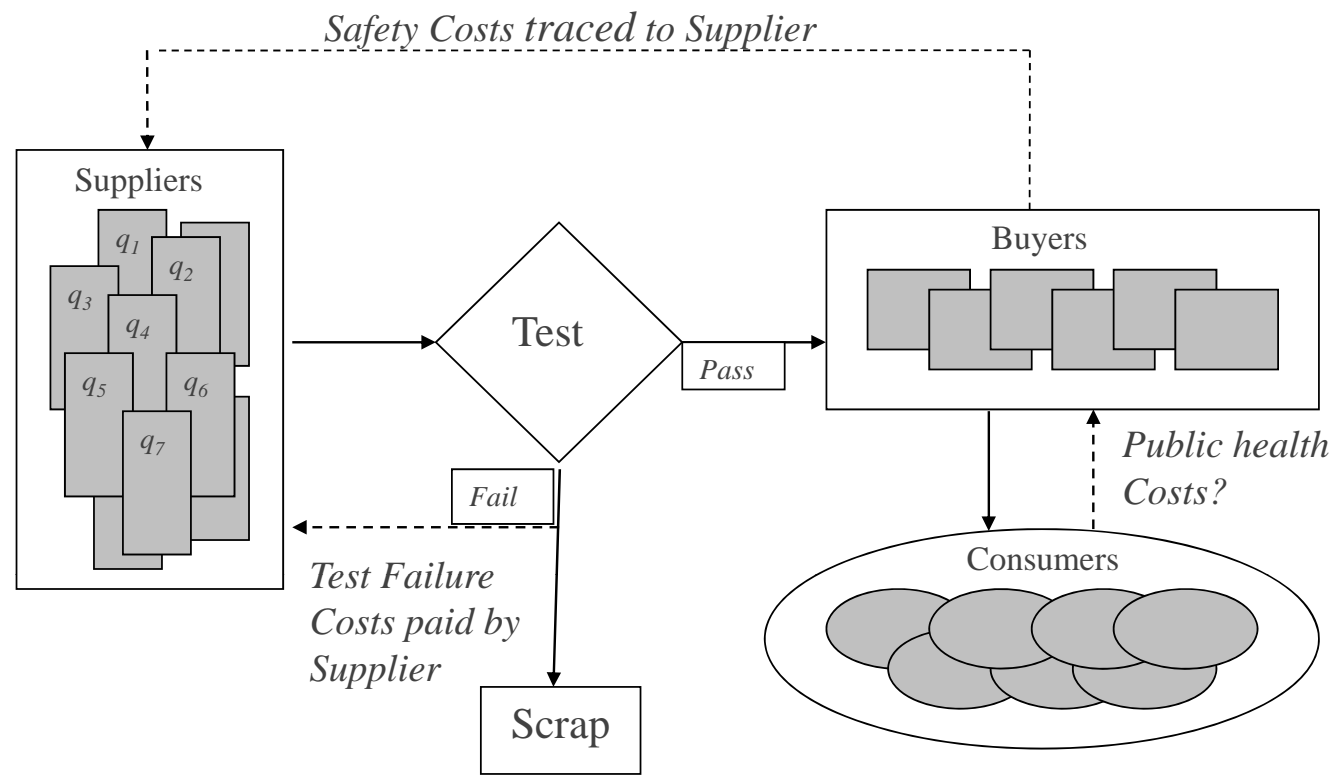 Safety Costs traced to Supplier
Suppliers
q1
q2
q3
q4
q5
q6
q7
Test
Pass
Fail
Test Failure
Costs paid by
Supplier
Scrap
Buyers
Public health
Costs?
Consumers